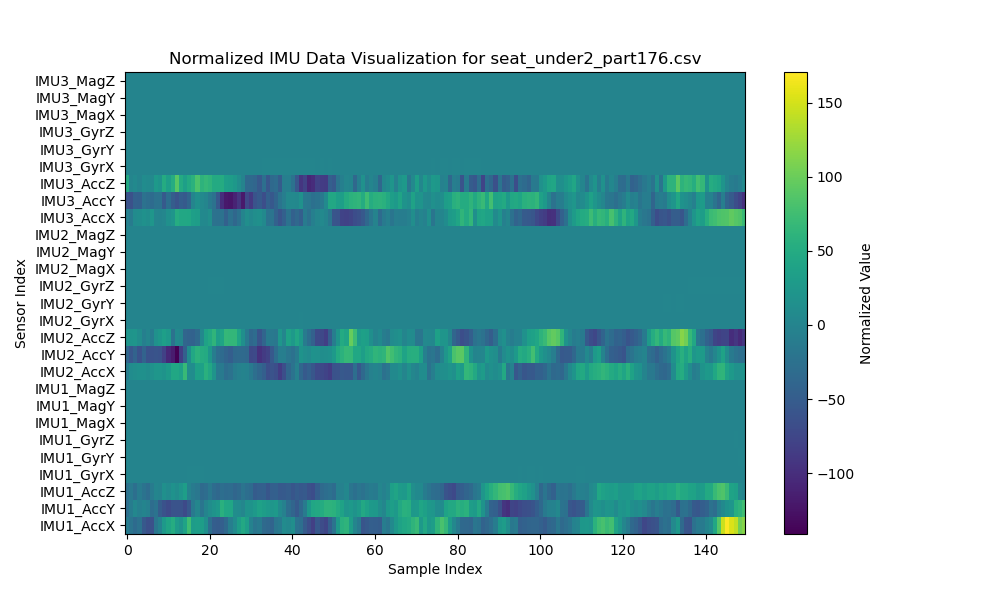 Normalized IMU Data Visualization for seat_under2_part176.csv
IMU3_MagZ
IMU3_MagY
IMU3_MagX
IMU3_GyrZ
IMU3_GyrY
IMU3_GyrX
IMU3_AccZ
IMU3_AccY
IMU3_AccX
IMU2_MagZ
IMU2_MagY
IMU2_MagX
IMU2_GyrZ
IMU2_GyrY
IMU2_GyrX
IMU2_AccZ
IMU2_AccY
IMU2_AccX
IMU1_MagZ
IMU1_MagY
IMU1_MagX
IMU1_GyrZ
IMU1_GyrY
IMU1_GyrX
IMU1_AccZ
IMU1_AccY
IMU1_AccX
Sensor Index
0 20 40 60 80 100 120 140
Sample Index
150
100
50
0
−50
−100
Normalized Value